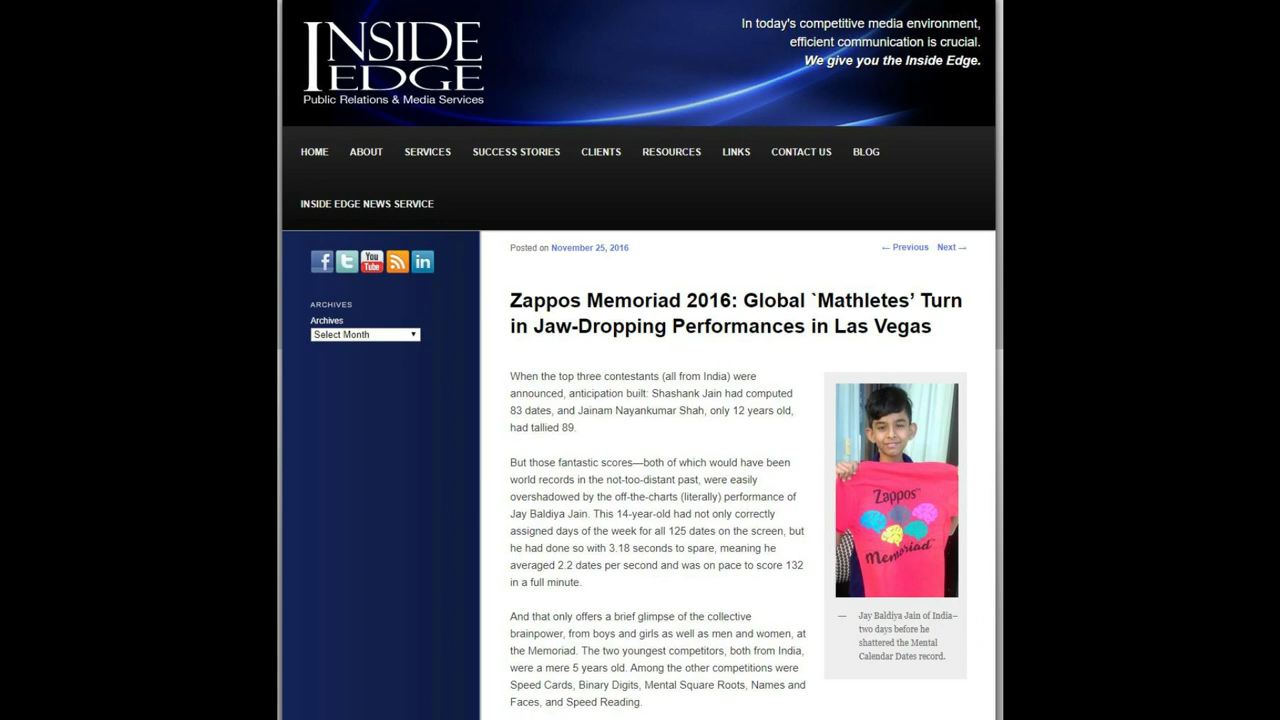 INSIDE
EDGE
Public Relations & Media Services
In today's competitive media environment,
efficient communication is crucial.
We give you the Inside Edge.
HOME ABOUT SERVICES SUCCESS STORIES CLIENTS RESOURCES LINKS CONTACT US BLOG
INSIDE EDGE NEWS SERVICE
f t You Tube in
ARCHIVES
Archives
Select Month
Posted on November 25, 2016
← Previous Next →
Zappos Memoriad 2016: Global `Mathletes’ Turn
in Jaw-Dropping Performances in Las Vegas
When the top three contestants (all from India) were
announced, anticipation built: Shashank Jain had computed
83 dates, and Jainam Nayankumar Shah, only 12 years old,
had tallied 89.
But those fantastic scores—both of which would have been
world records in the not-too-distant past, were easily
overshadowed by the off-the-charts (literally) performance of
Jay Baldiya Jain. This 14-year-old had not only correctly
assigned days of the week for all 125 dates on the screen, but
he had done so with 3.18 seconds to spare, meaning he
averaged 2.2 dates per second and was on pace to score 132
in a full minute.
And that only offers a brief glimpse of the collective
brainpower, from boys and girls as well as men and women, at
the Memoriad. The two youngest competitors, both from India,
were a mere 5 years old. Among the other competitions were
Speed Cards, Binary Digits, Mental Square Roots, Names and
Faces, and Speed Reading.
Zappos™
Memoriad™
— Jay Baldiya Jain of India–
two days before he
shattered the Mental
Calendar Dates record.